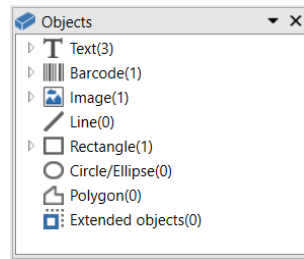 Objects
Text(3)
Barcode(1)
Image(1)
Line(0)
Rectangle(1)
Circle/Ellipse(0)
Polygon(0)
Extended objects(0)